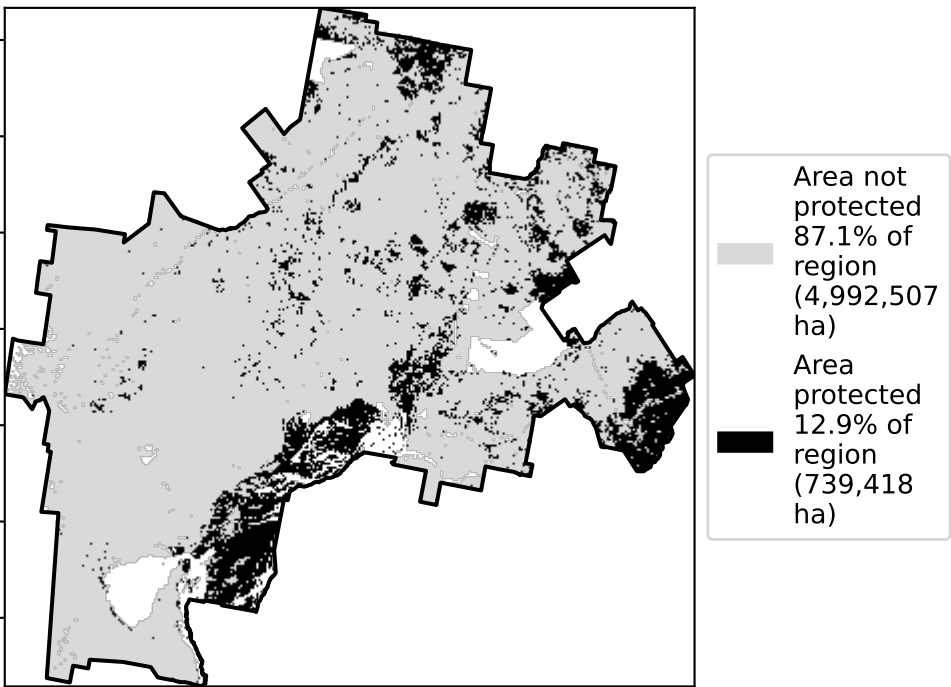 Area not
protected
87.1% of
region
(4,992,507
ha)
Area
protected
12.9% of
region
(739,418
ha)